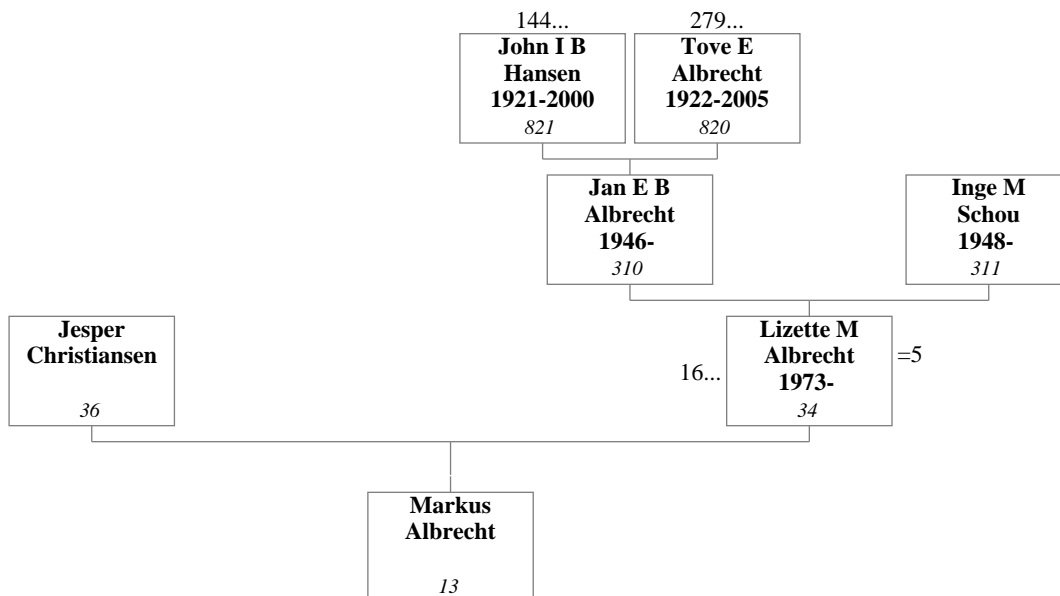 144...
279...
John I B
Hansen
1921-2000
821
Tove E
Albrecht
1922-2005
820
Jan E B
Albrecht
1946-
310
Inge M
Schou
1948-
311
Jesper
Christiansen
36
16...
Lizette M
Albrecht
1973-
34
=5
Markus
Albrecht
13